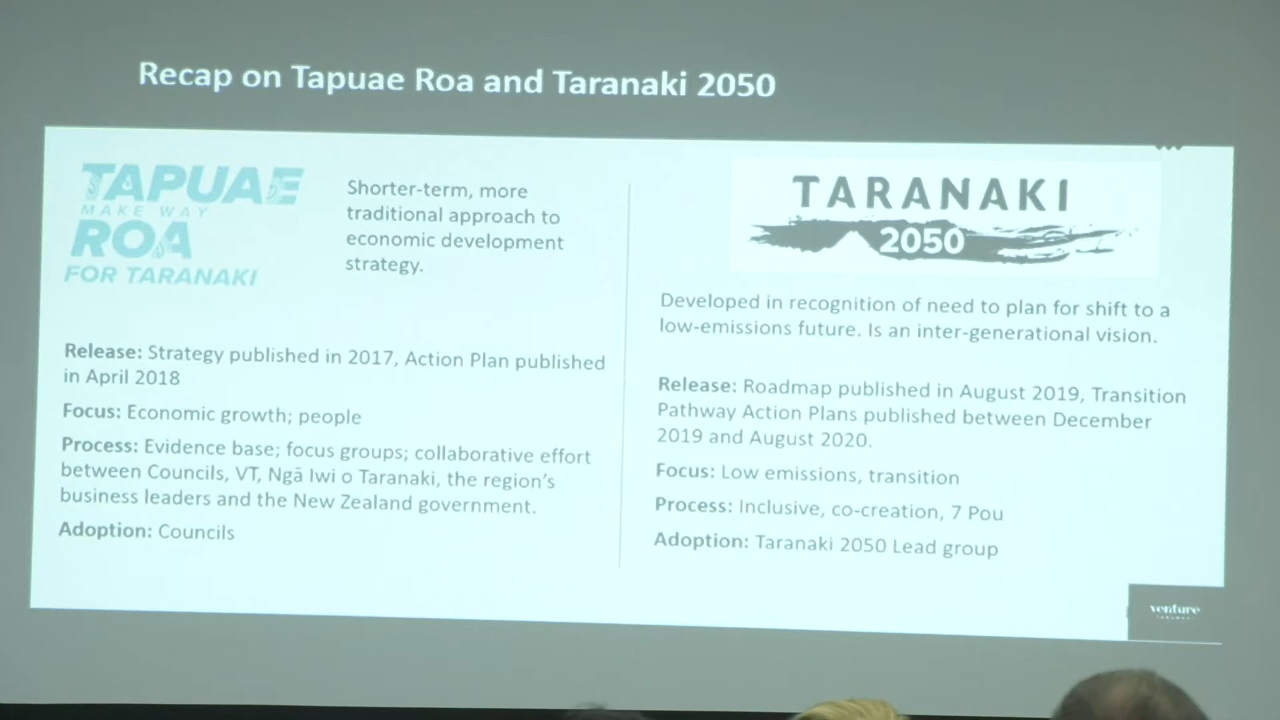 Recap on Tapuae Roa and Taranaki 2050
TAPUAE
MAKE WAY
ROA
FOR TARANAKI
Shorter-term, more
traditional approach to
economic development
strategy.
Release: Strategy published in 2017, Action Plan published
in April 2018
Focus: Economic growth; people
Process: Evidence base; focus groups; collaborative effort
between Councils, VT, Ngā Iwi o Taranaki, the region's
business leaders and the New Zealand government.
Adoption: Councils
TARANAKI
2050
Developed in recognition of need to plan for shift to a
low-emissions future. Is an inter-generational vision.
Release: Roadmap published in August 2019, Transition
Pathway Action Plans published between December
2019 and August 2020.
Focus: Low emissions, transition
Process: Inclusive, co-creation, 7 Pou
Adoption: Taranaki 2050 Lead group
venture